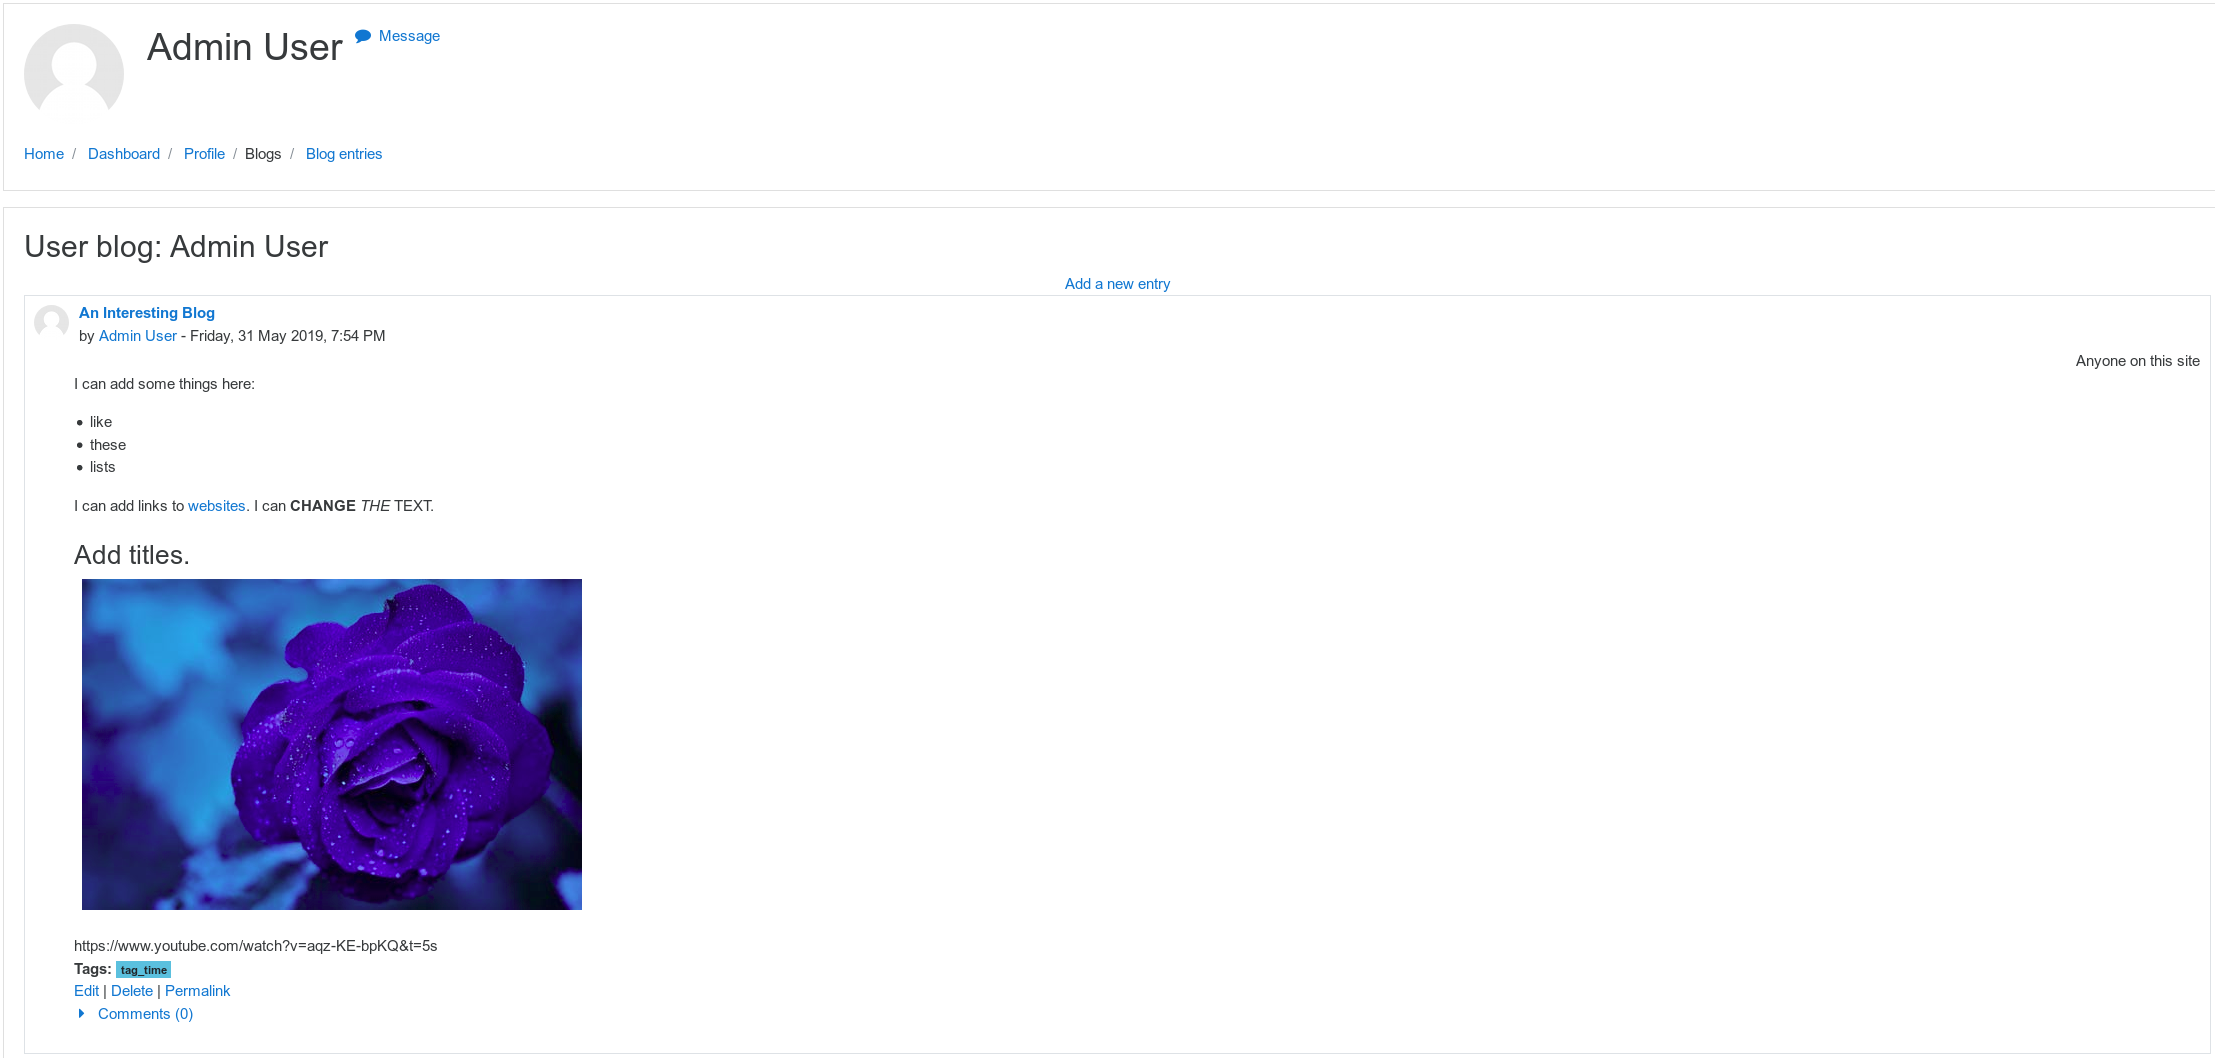 Admin User Message
Home / Dashboard / Profile / Blogs / Blog entries
User blog: Admin User
Add a new entry
An Interesting Blog
by Admin User - Friday, 31 May 2019, 7:54 PM
Anyone on this site
I can add some things here:
• like
• these
• lists
I can add links to websites. I can CHANGE THE TEXT.
Add titles.
https://www.youtube.com/watch?v=aqz-KE-bpKQ&t=5s
Tags: tag_time
Edit | Delete | Permalink
Comments (0)